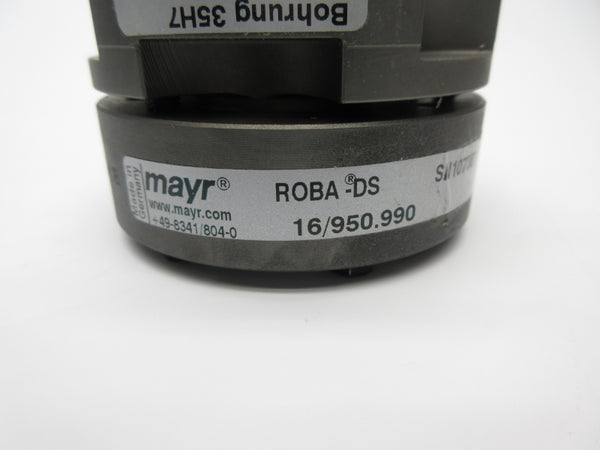 Bohrung 35H7
Made in
Germany
mayr®
www.mayr.com
+49-8341/804-0
ROBA®-DS
16/950.990